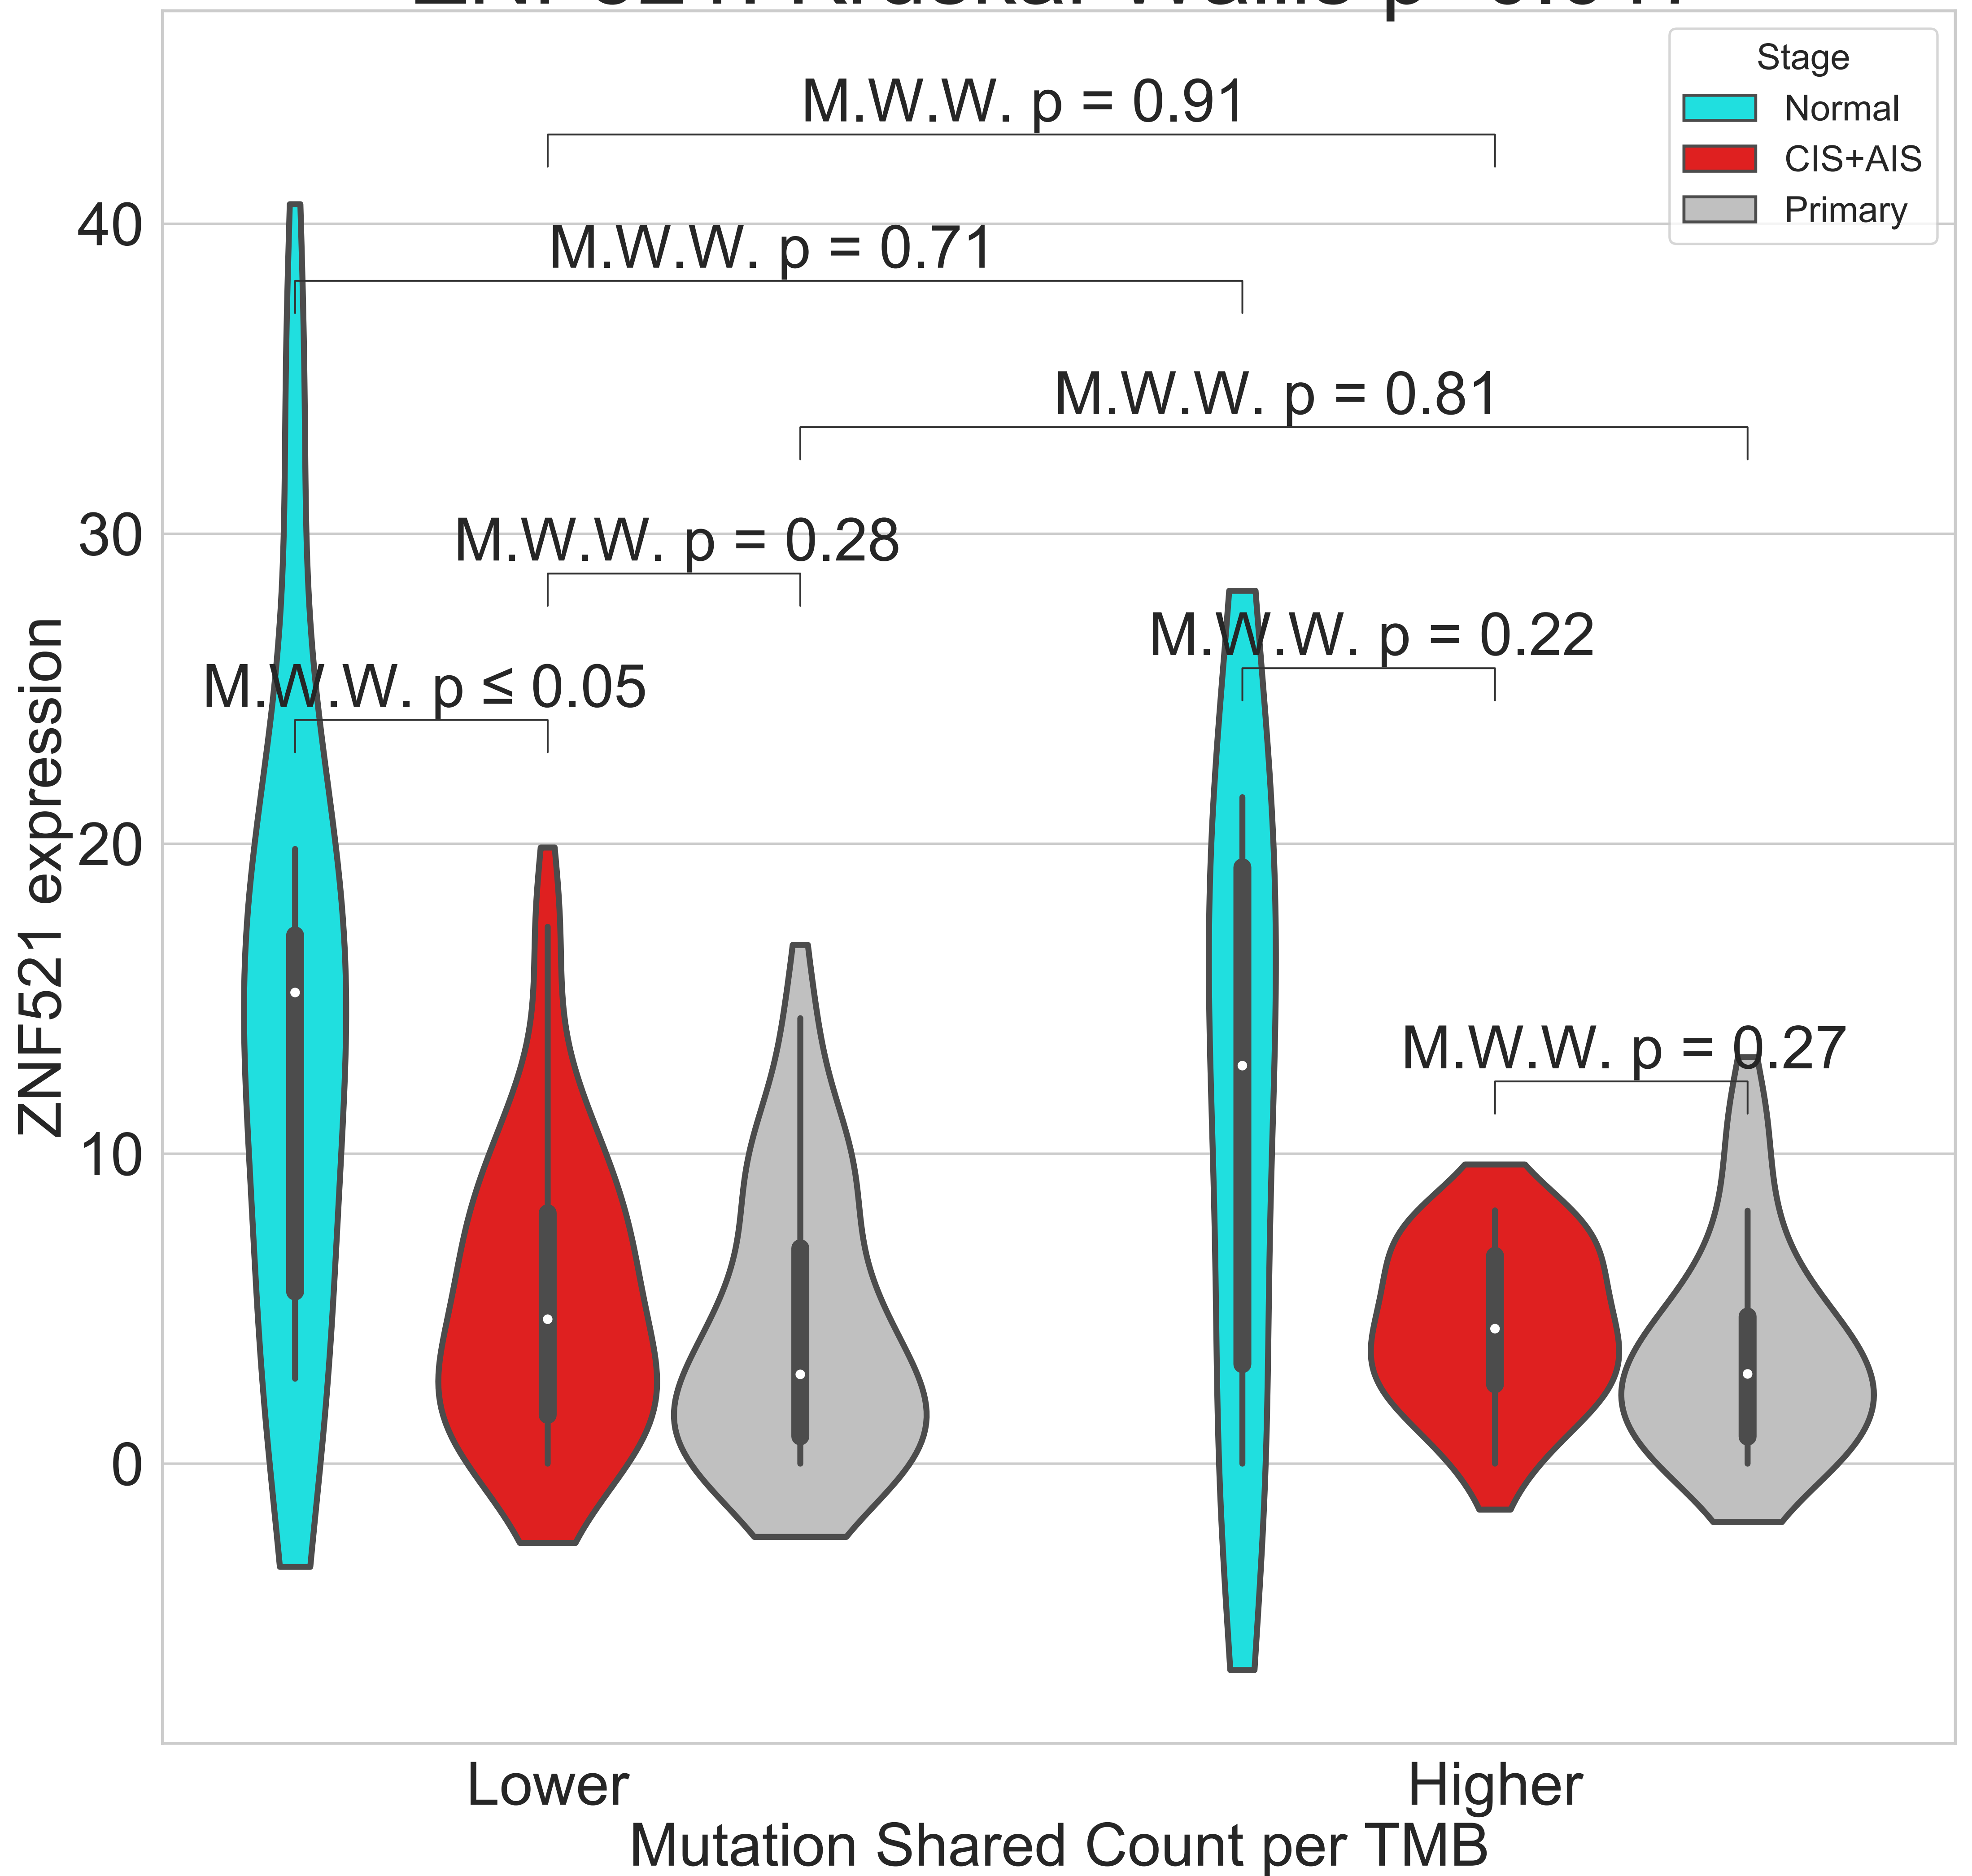 Stage
Normal
CIS+AIS
Primary
M.W.W. p = 0.91
M.W.W. p = 0.71
M.W.W. p = 0.81
M.W.W. p = 0.28
M.W.W. p = 0.22
M.W.W. p ≤ 0.05
M.W.W. p = 0.27
40
30
20
10
0
ZNF521 expression
Lower
Higher
Mutation Shared Count per TMB